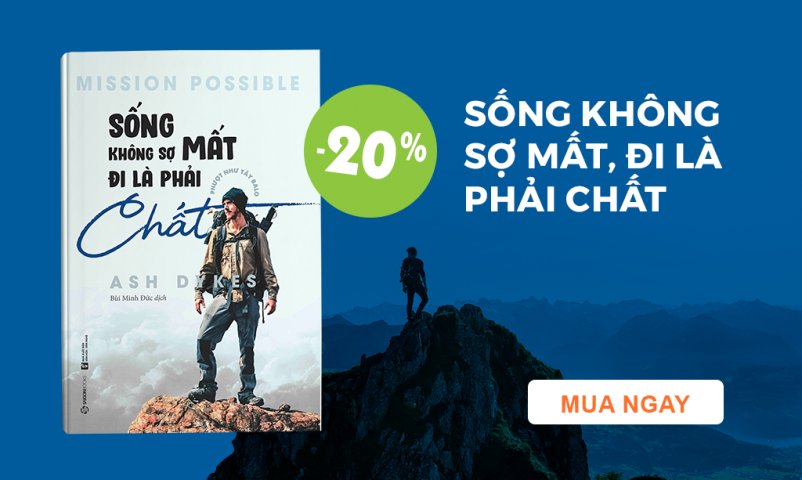 MISSION POSSIBLE
SỐNG
KHÔNG SỢ MẤT
ĐI LÀ PHẢI
PHƯỢT NHƯ TÂY BALO
Chất
ASH DYKES
Bùi Minh Đức dịch
-20%
SỐNG KHÔNG
SỢ MẤT, ĐI LÀ
PHẢI CHẤT
MUA NGAY